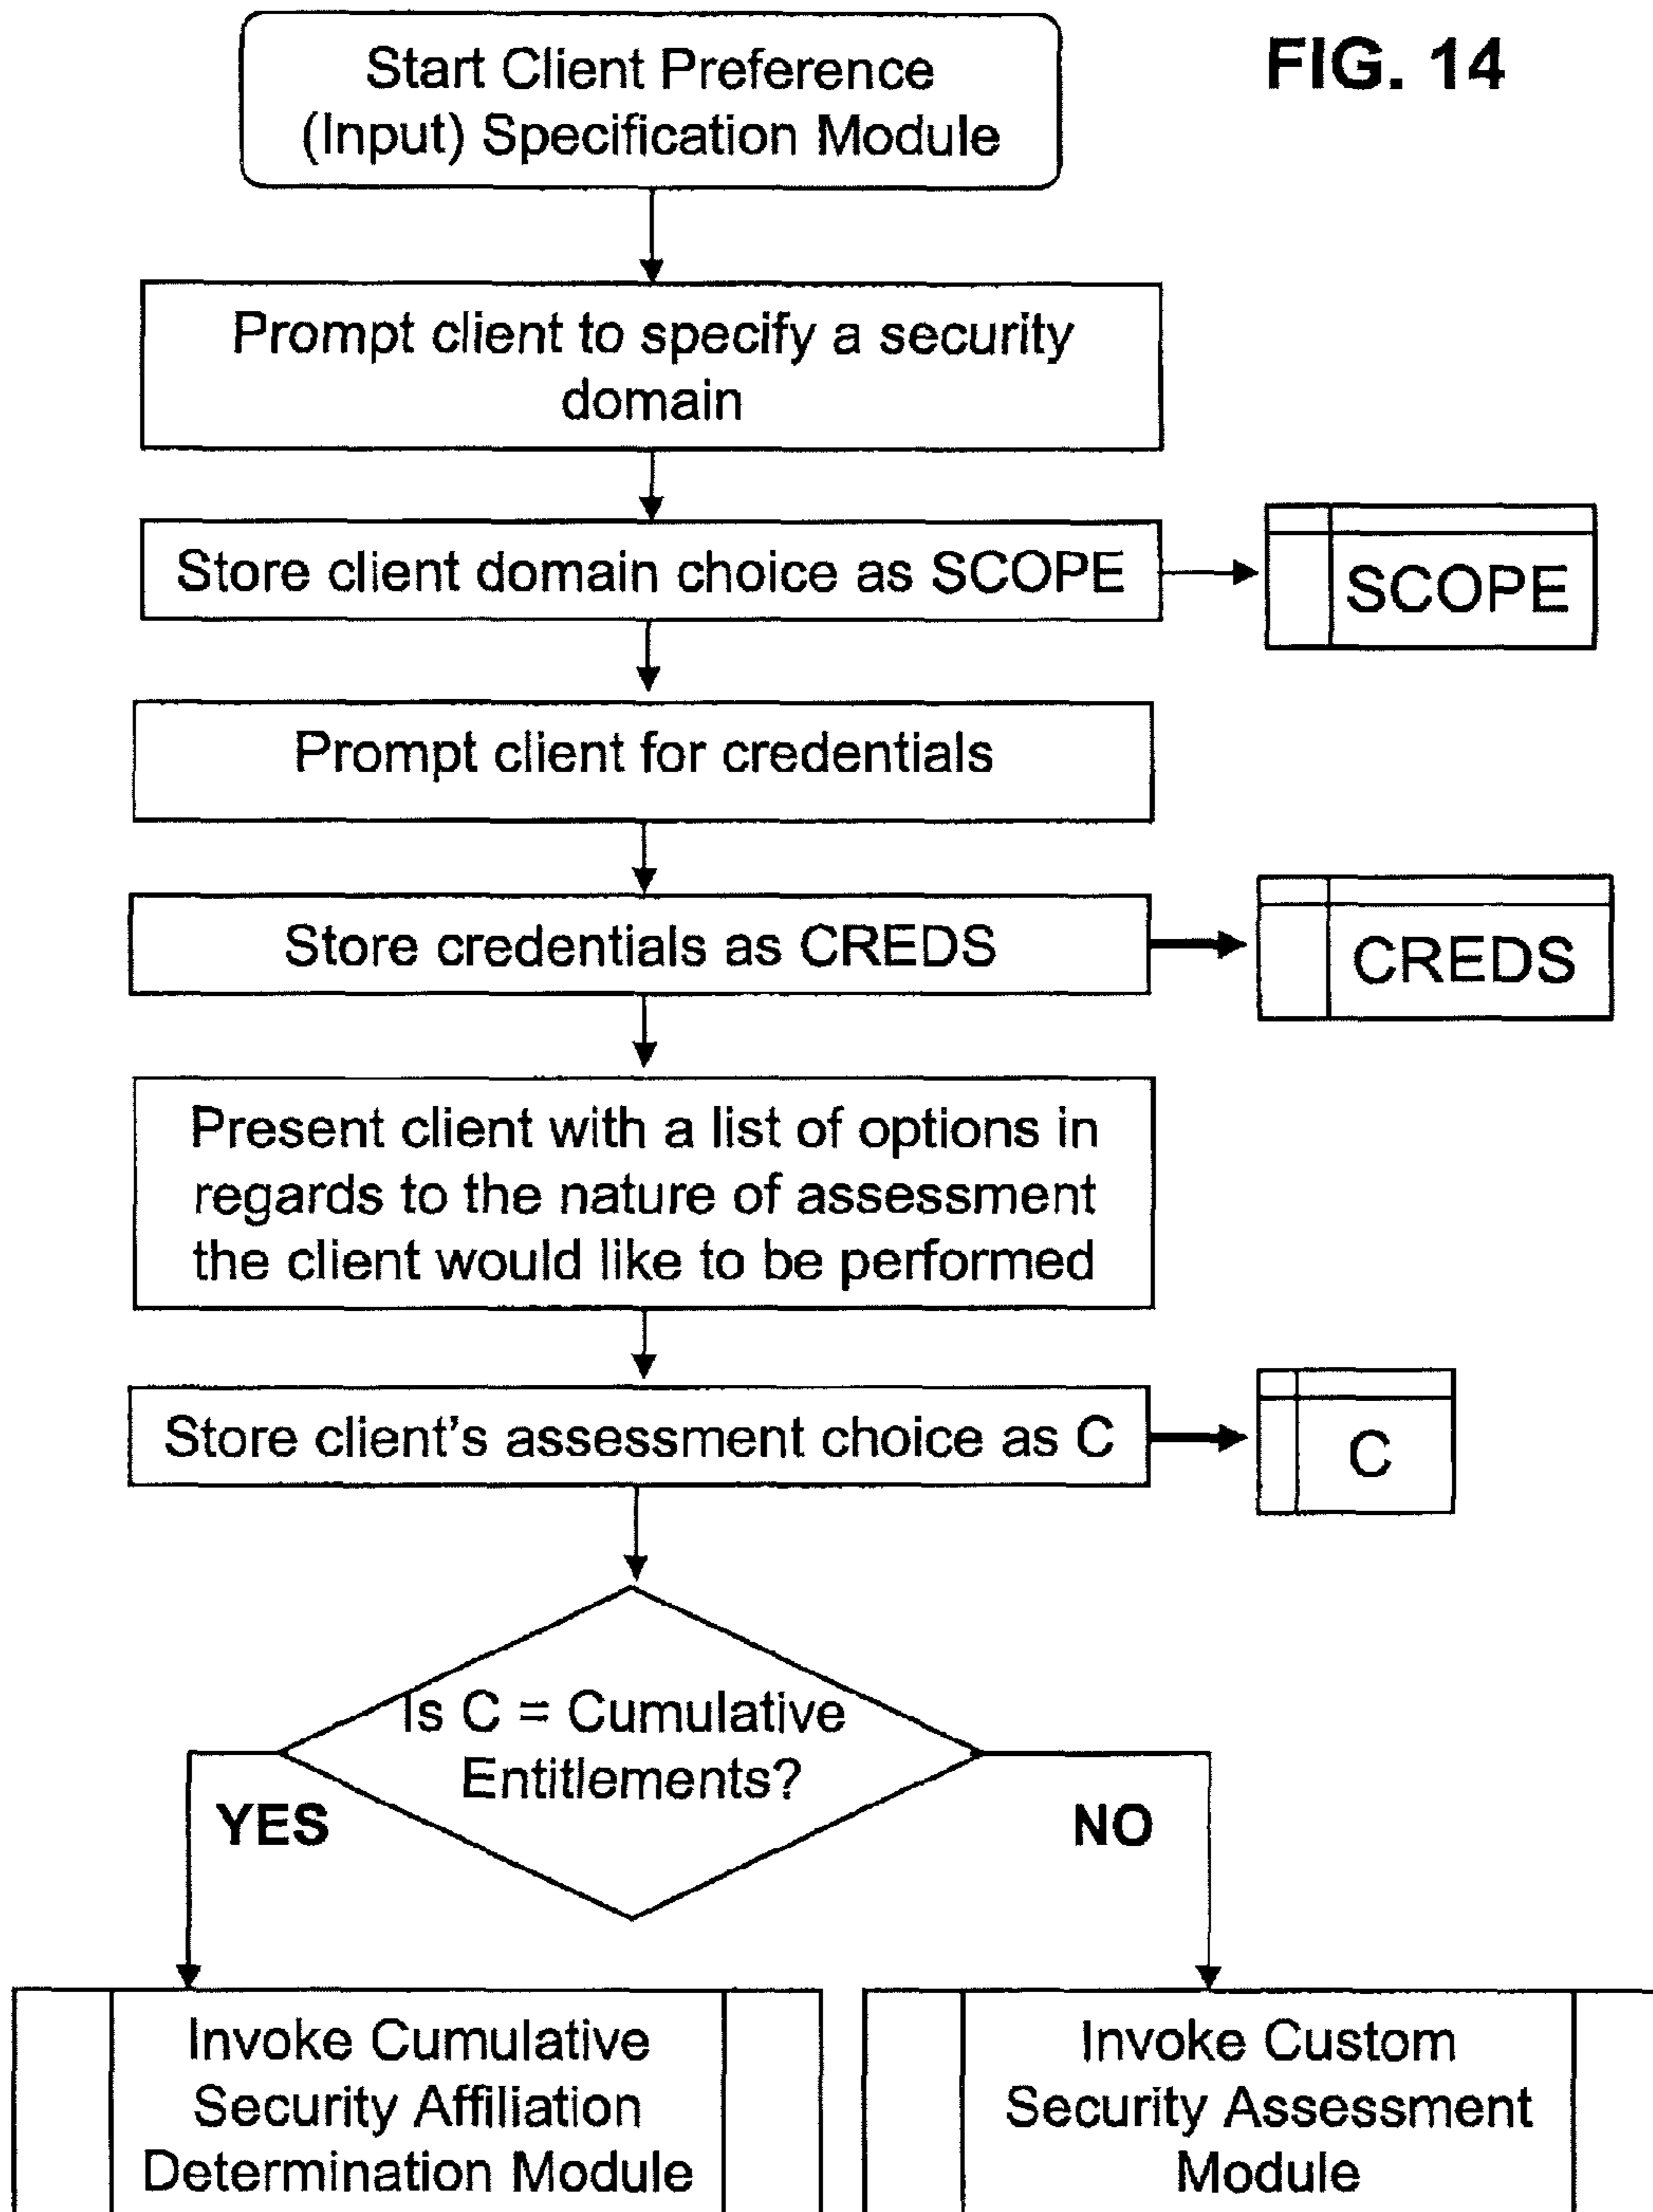 Start Client Preference
(Input) Specification Module
FIG. 14
Prompt client to specify a security
domain
Store client domain choice as SCOPE
SCOPE
Prompt client for credentials
Store credentials as CREDS
CREDS
Present client with a list of options in
regards to the nature of assessment
the client would like to be performed
Store client's assessment choice as C
C
Is C = Cumulative
Entitlements?
YES
NO
Invoke Cumulative
Security Affiliation
Determination Module
Invoke Custom
Security Assessment
Module